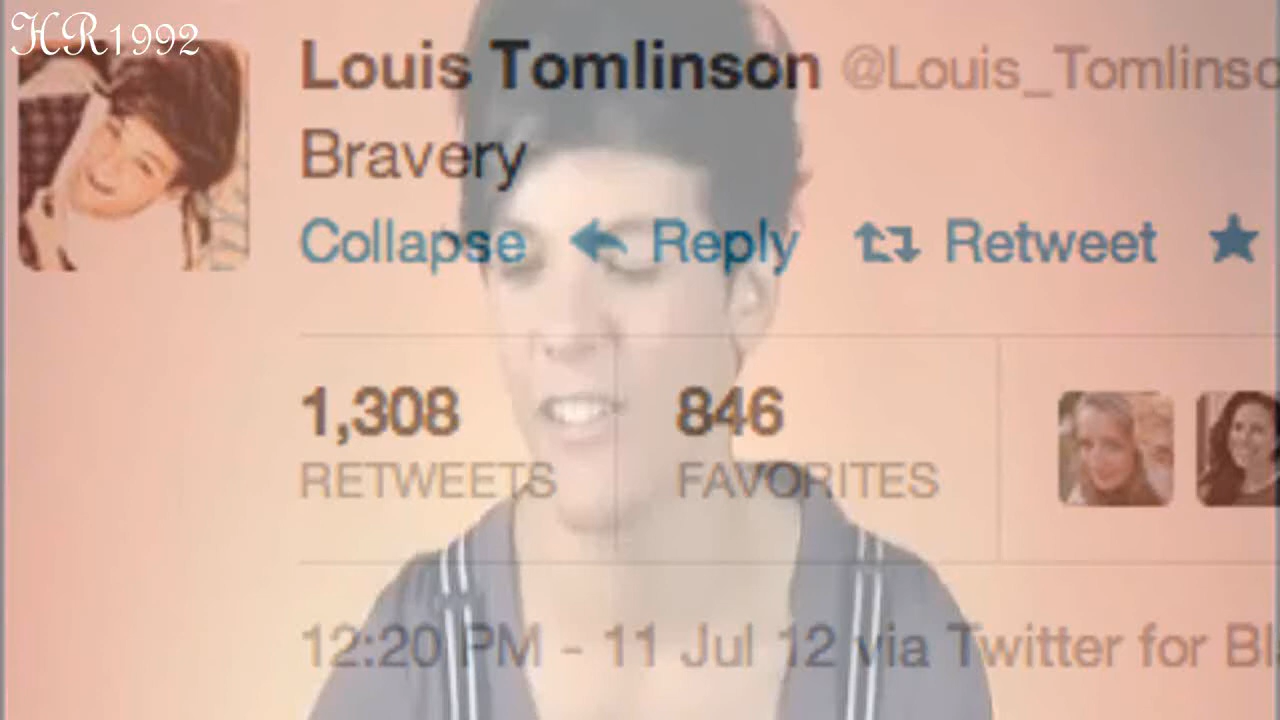 HR1992
Louis Tomlinson @Louis_Tomlinso
Bravery
Collapse Reply Retweet
1,308 846
RETWEETS FAVORITES
12:20 PM - 11 Jul 12 via Twitter for Bl